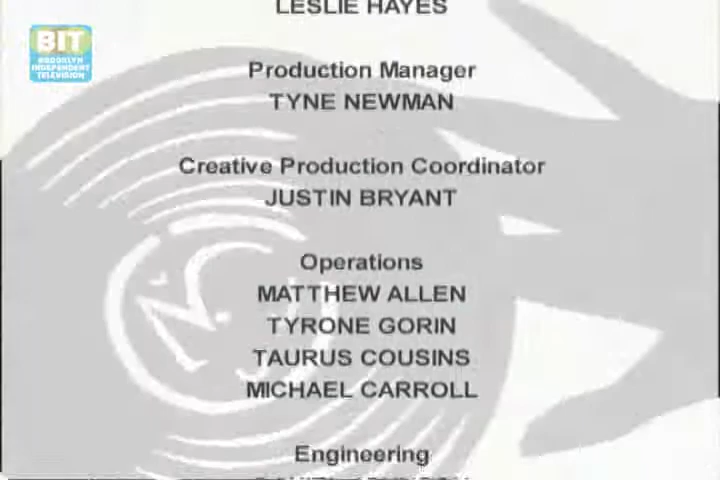 LESLIE HAYES
BIT
BROOKLYN
INDEPENDENT
TELEVISION
Production Manager
TYNE NEWMAN
Creative Production Coordinator
JUSTIN BRYANT
Operations
MATTHEW ALLEN
TYRONE GORIN
TAURUS COUSINS
MICHAEL CARROLL
Engineering